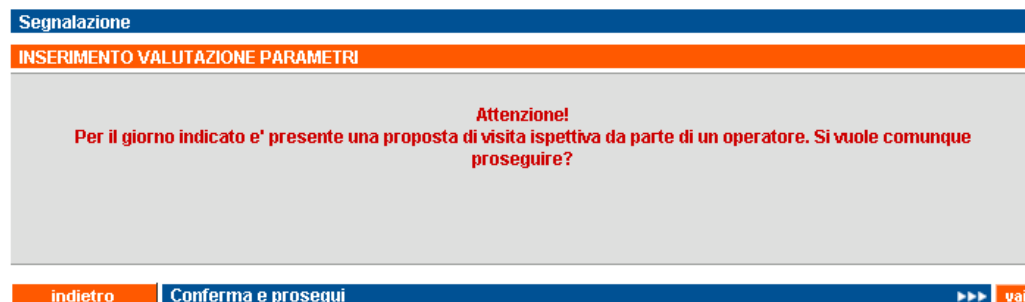 Segnalazione
INSERIMENTO VALUTAZIONE PARAMETRI
Attenzione!
Per il giorno indicato e' presente una proposta di visita ispettiva da parte di un operatore. Si vuole comunque
proseguire?
indietro Conferma e prosegui